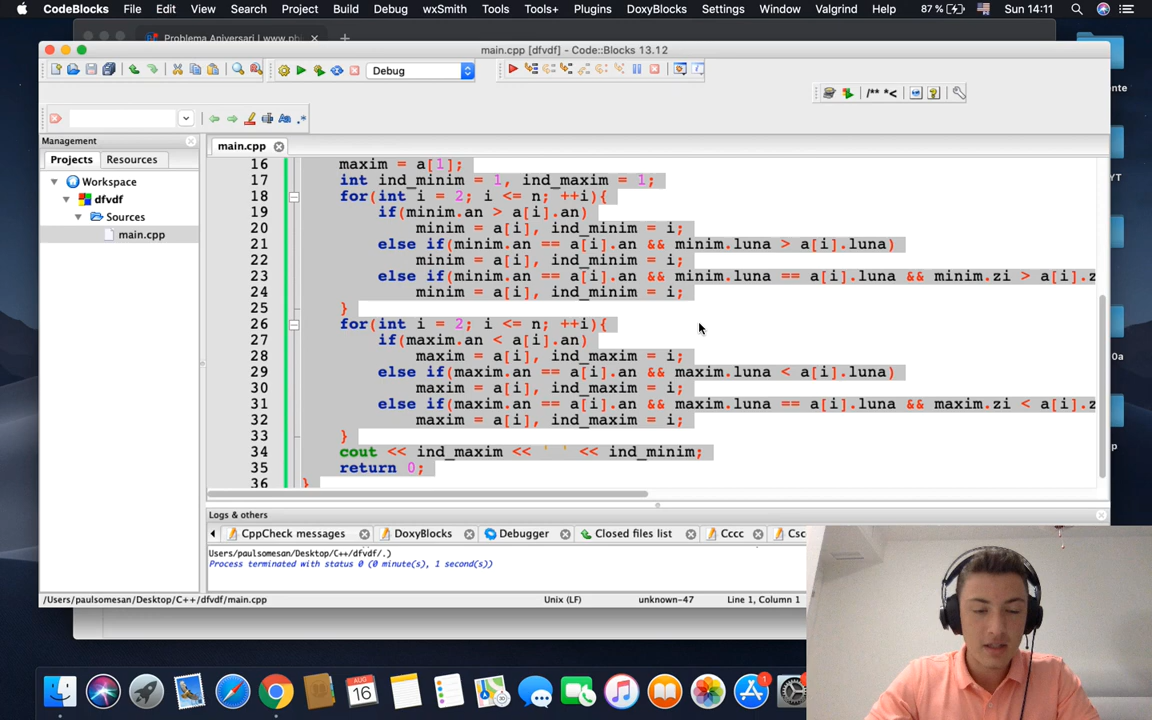 CodeBlocks File Edit View Search Project Build Debug wxSmith Tools Tools+ Plugins DoxyBlocks Settings Window Valgrind Help 87% Sun 14:11
Problema Aniversari | www.pbi
main.cpp [dfvdf] - Code::Blocks 13.12
Debug
/** *<
Management
main.cpp
Projects Resources
Workspace
dfvdf
Sources
main.cpp
16 maxim = a[1];
17 int ind_minim = 1, ind_maxim = 1;
18 for(int i = 2; i <= n; ++i){
19 if(minim.an > a[i].an)
20 minim = a[i], ind_minim = i;
21 else if(minim.an == a[i].an && minim.luna > a[i].luna)
22 minim = a[i], ind_minim = i;
23 else if(minim.an == a[i].an && minim.luna == a[i].luna && minim.zi > a[i].z
24 minim = a[i], ind_minim = i;
25 }
26 for(int i = 2; i <= n; ++i){
27 if(maxim.an < a[i].an)
28 maxim = a[i], ind_maxim = i;
29 else if(maxim.an == a[i].an && maxim.luna < a[i].luna)
30 maxim = a[i], ind_maxim = i;
31 else if(maxim.an == a[i].an && maxim.luna == a[i].luna && maxim.zi < a[i].z
32 maxim = a[i], ind_maxim = i;
33 }
34 cout << ind_maxim << ' ' << ind_minim;
35 return 0;
36 }
Logs & others
CppCheck messages DoxyBlocks Debugger Closed files list Cccc Csc
Users/paulsomesan/Desktop/C++/dfvdf/.)
Process terminated with status 0 (0 minute(s), 1 second(s))
/Users/paulsomesan/Desktop/C++/dfvdf/main.cpp Unix (LF) unknown-47 Line 1, Column 1
onte
YT
0a
AUG
16
1